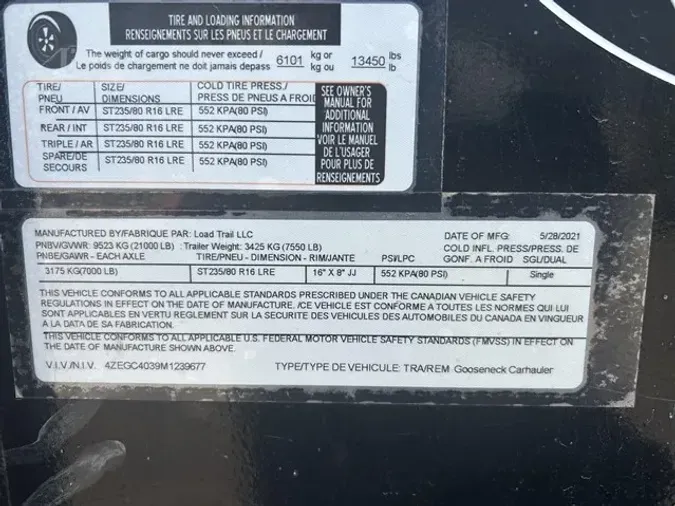 TIRE AND LOADING INFORMATION
RENSEIGNEMENTS SUR LES PNEUS ET LE CHARGEMENT
The weight of cargo should never exceed / 6101 kg or 13450 lbs
Le poids de chargement ne doit jamais depass kg ou lb
TIRE/ SIZE/ COLD TIRE PRESS./
PNEU DIMENSIONS PRESS DE PNEUS A FROID
FRONT / AV ST235/80 R16 LRE 552 KPA(80 PSI)
REAR / INT ST235/80 R16 LRE 552 KPA(80 PSI)
TRIPLE / AR ST235/80 R16 LRE 552 KPA(80 PSI)
SPARE/DE SECOURS ST235/80 R16 LRE 552 KPA(80 PSI)
SEE OWNER'S
MANUAL FOR
ADDITIONAL
INFORMATION
VOIR LE MANUEL
DE L'USAGER
POUR PLUS DE
RENSEIGNEMENTS
MANUFACTURED BY/FABRIQUE PAR: Load Trail LLC DATE OF MFG: 5/28/2021
PNBV/GVWR: 9523 KG (21000 LB) : Trailer Weight: 3425 KG (7550 LB) COLD INFL. PRESS/PRESS. DE
PNBE/GAWR - EACH AXLE TIRE/PNEU - DIMENSION - RIM/JANTE PSI/LPC GONF. A FROID SGL/DUAL
3175 KG(7000 LB) ST235/80 R16 LRE 16" X 8" JJ 552 KPA(80 PSI) Single
THIS VEHICLE CONFORMS TO ALL APPLICABLE STANDARDS PRESCRIBED UNDER THE CANADIAN VEHICLE SAFETY
REGULATIONS IN EFFECT ON THE DATE OF MANUFACTURE. /CE VEHICLE EST CONFORME A TOUTES LES NORMES QUI LUI
SONT APPLICABLES EN VERTU REGLEMENT SUR LA SECURITE DES VEHICULES DES AUTOMOBILES DU CANADA EN VINGUEUR
A LA DATA DE SA FABRICATION.
THIS VEHICLE CONFORMS TO ALL APPLICABLE U.S. FEDERAL MOTOR VEHICLE SAFETY STANDARDS (FMVSS) IN EFFECT ON
THE DATE OF MANUFACTURE SHOWN ABOVE.
V.I.V./N.I.V. 4ZEGC4039M1239677 TYPE/TYPE DE VEHICULE: TRA/REM Gooseneck Carhauler